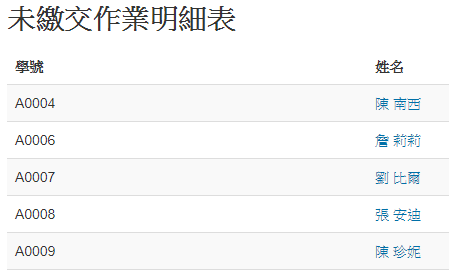 未繳交作業明細表
學號 姓名
A0004 陳 南西
A0006 詹 莉莉
A0007 劉 比爾
A0008 張 安迪
A0009 陳 珍妮